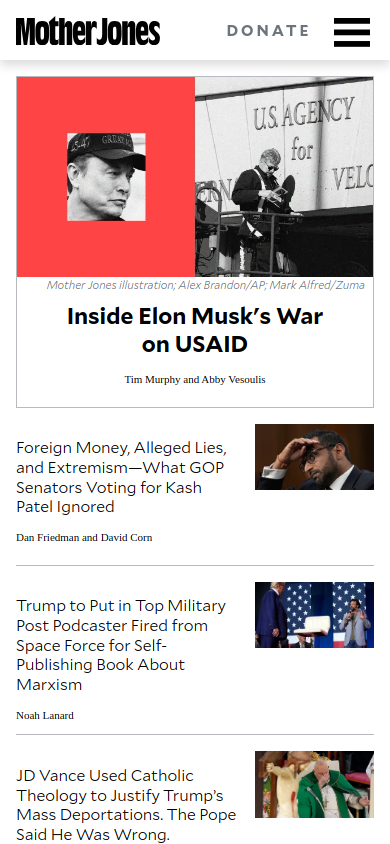 Mother Jones
DONATE
GREAT
45-47
U.S. AGENCY
for
ERN
VELO
Mother Jones illustration; Alex Brandon/AP; Mark Alfred/Zuma
Inside Elon Musk's War
on USAID
Tim Murphy and Abby Vesoulis
Foreign Money, Alleged Lies,
and Extremism—What GOP
Senators Voting for Kash
Patel Ignored
Dan Friedman and David Corn
Trump to Put in Top Military
Post Podcaster Fired from
Space Force for Self-
Publishing Book About
Marxism
Noah Lanard
JD Vance Used Catholic
Theology to Justify Trump's
Mass Deportations. The Pope
Said He Was Wrong.